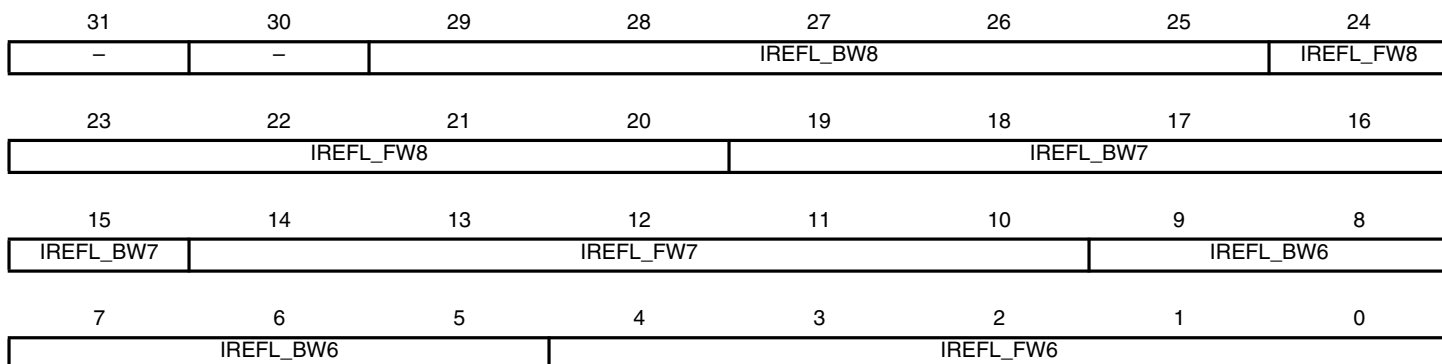 31 30 29 28 27 26 25 24
– – IREFL_BW8 IREFL_FW8
23 22 21 20 19 18 17 16
IREFL_FW8 IREFL_BW7
15 14 13 12 11 10 9 8
IREFL_BW7 IREFL_FW7 IREFL_BW6
7 6 5 4 3 2 1 0
IREFL_BW6 IREFL_FW6